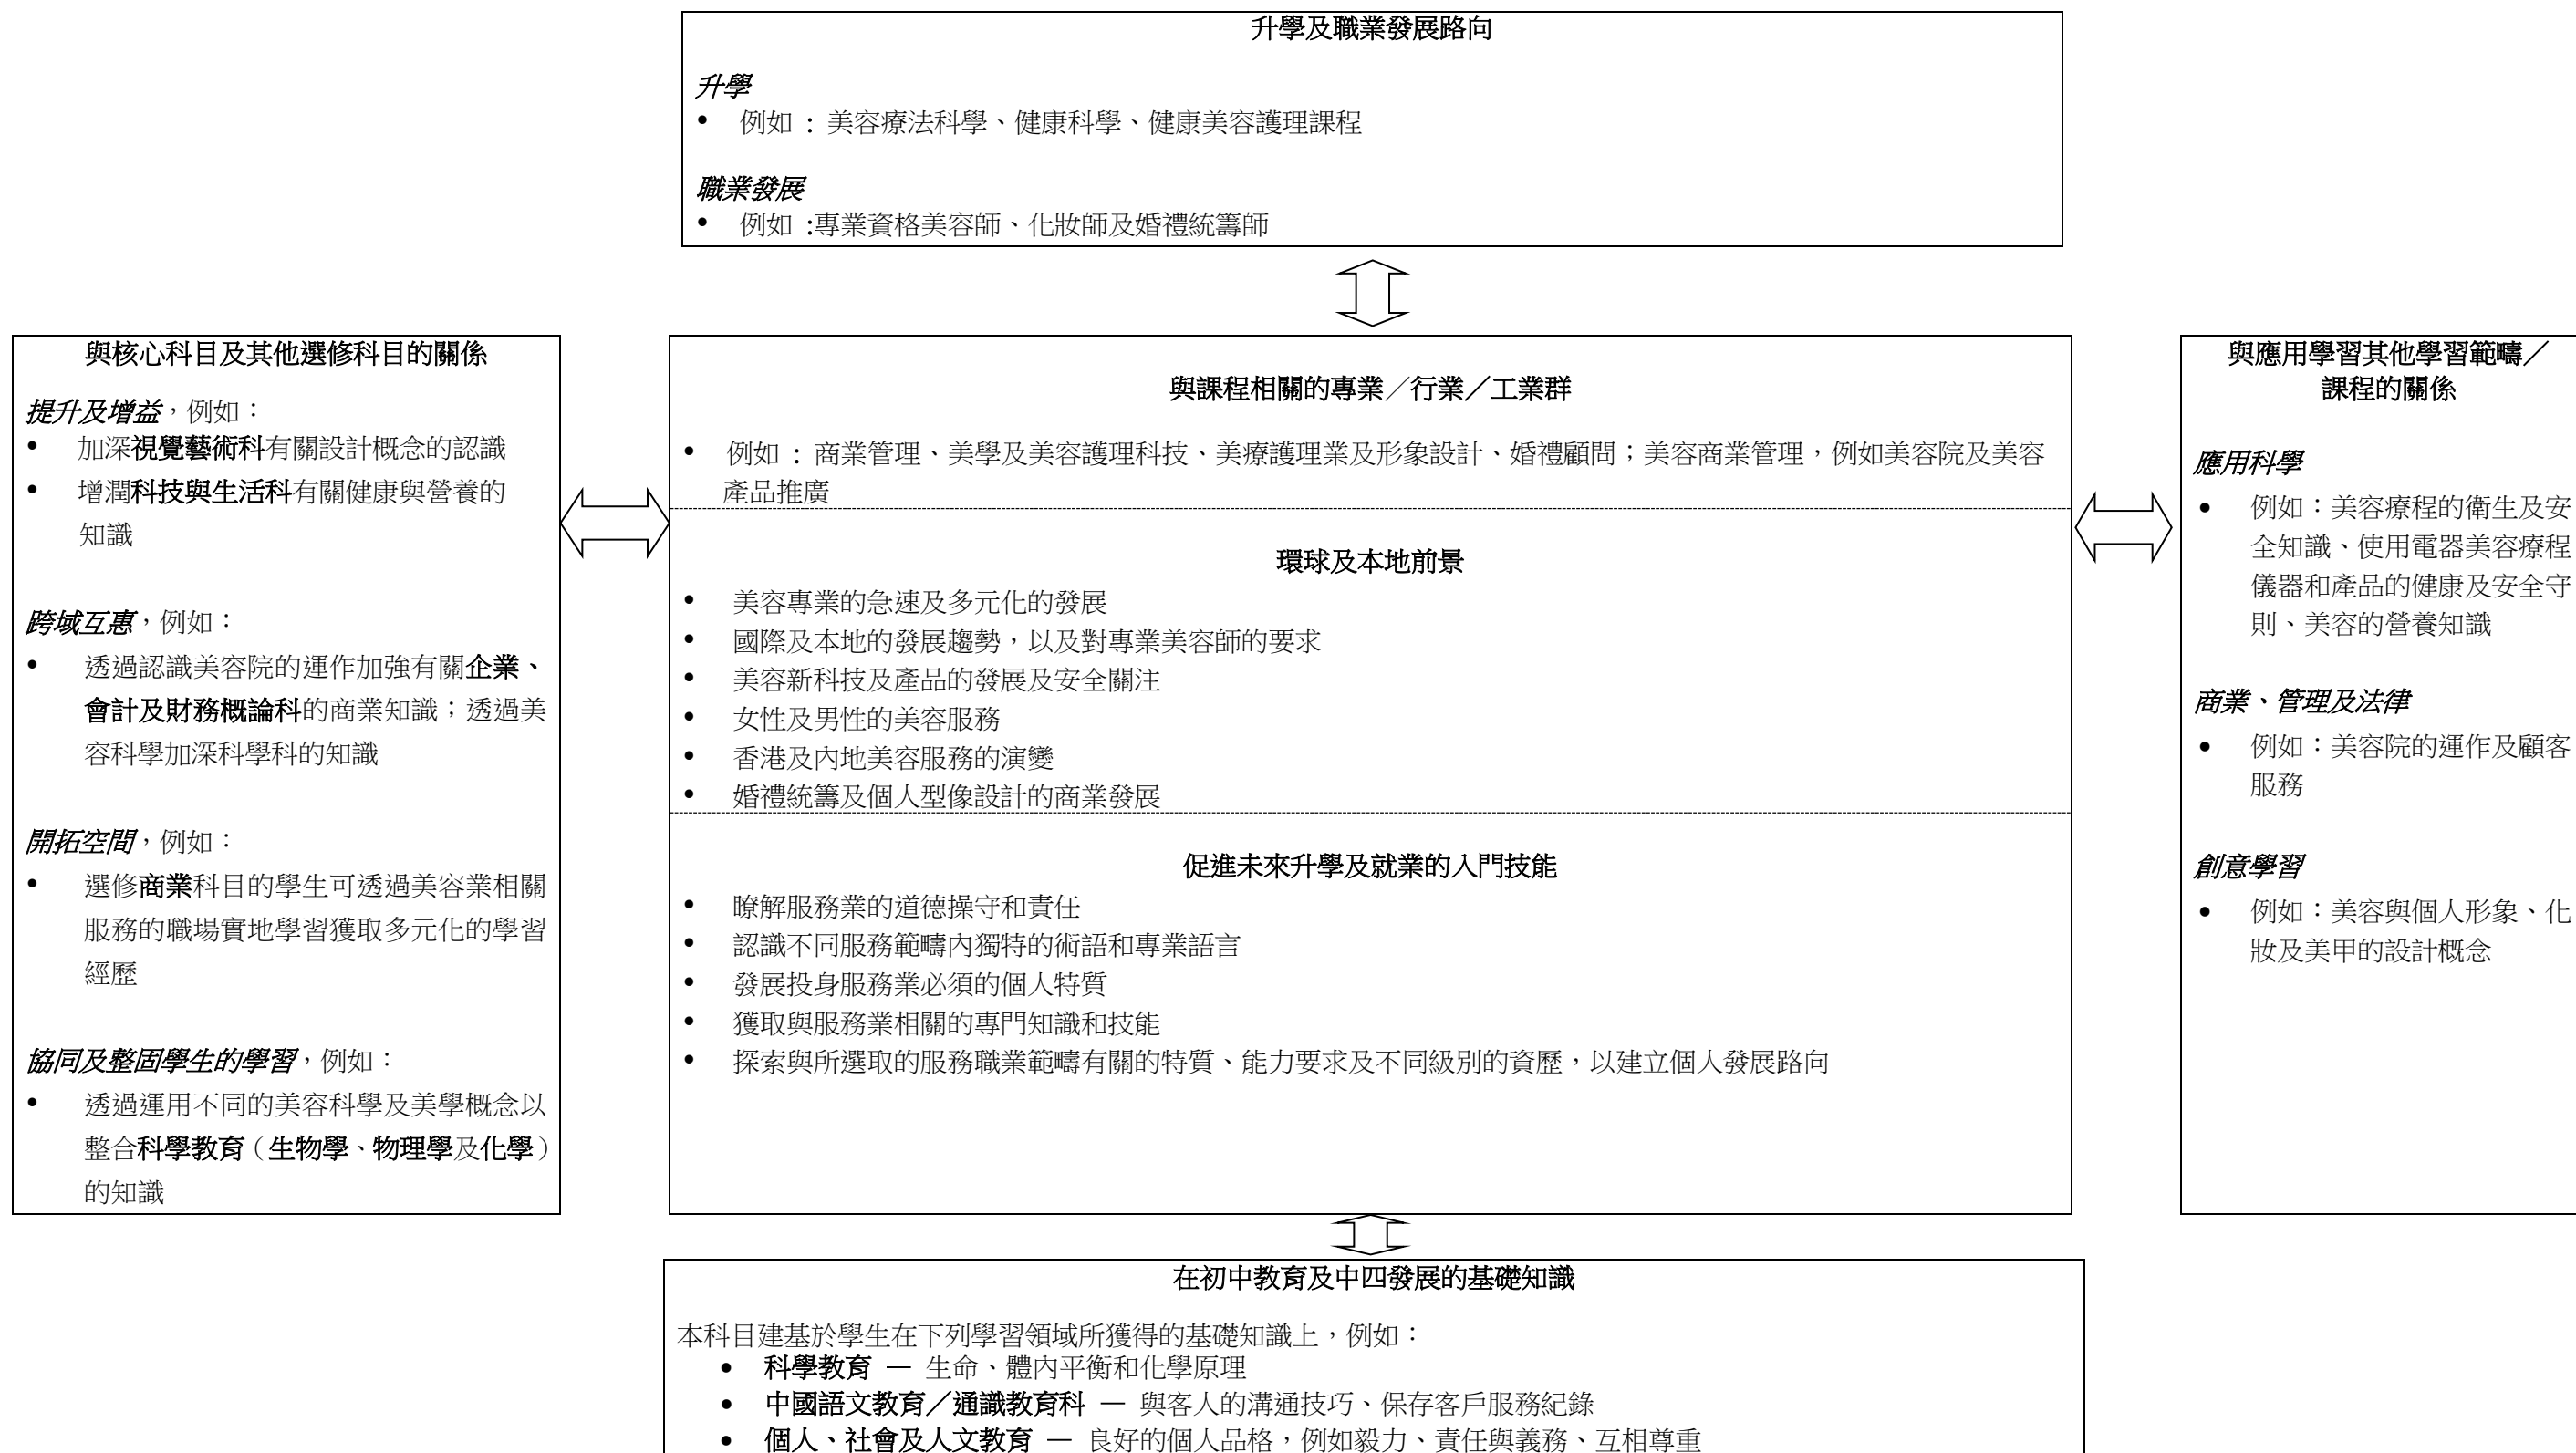 升學及職業發展路向
升學
• 例如：美容療法科學、健康科學、健康美容護理課程
職業發展
• 例如 :專業資格美容師、化妝師及婚禮統籌師
與核心科目及其他選修科目的關係
提升及增益，例如：
• 加深視覺藝術科有關設計概念的認識
• 增潤科技與生活科有關健康與營養的
知識
跨域互惠，例如：
• 透過認識美容院的運作加強有關企業、
會計及財務概論科的商業知識；透過美
容科學加深科學科的知識
開拓空間，例如：
• 選修商業科目的學生可透過美容業相關
服務的職場實地學習獲取多元化的學習
經歷
協同及整固學生的學習，例如：
• 透過運用不同的美容科學及美學概念以
整合科學教育（生物學、物理學及化學）
的知識
與課程相關的專業／行業／工業群
• 例如：商業管理、美學及美容護理科技、美療護理業及形象設計、婚禮顧問；美容商業管理，例如美容院及美容
產品推廣
環球及本地前景
• 美容專業的急速及多元化的發展
• 國際及本地的發展趨勢，以及對專業美容師的要求
• 美容新科技及產品的發展及安全關注
• 女性及男性的美容服務
• 香港及內地美容服務的演變
• 婚禮統籌及個人型像設計的商業發展
促進未來升學及就業的入門技能
• 瞭解服務業的道德操守和責任
• 認識不同服務範疇內獨特的術語和專業語言
• 發展投身服務業必須的個人特質
• 獲取與服務業相關的專門知識和技能
• 探索與所選取的服務職業範疇有關的特質、能力要求及不同級別的資歷，以建立個人發展路向
與應用學習其他學習範疇／
課程的關係
應用科學
• 例如：美容療程的衛生及安
全知識、使用電器美容療程
儀器和產品的健康及安全守
則、美容的營養知識
商業、管理及法律
• 例如：美容院的運作及顧客
服務
創意學習
• 例如：美容與個人形象、化
妝及美甲的設計概念
在初中教育及中四發展的基礎知識
本科目建基於學生在下列學習領域所獲得的基礎知識上，例如：
• 科學教育 — 生命、體內平衡和化學原理
• 中國語文教育／通識教育科 — 與客人的溝通技巧、保存客戶服務紀錄
• 個人、社會及人文教育 — 良好的個人品格，例如毅力、責任與義務、互相尊重